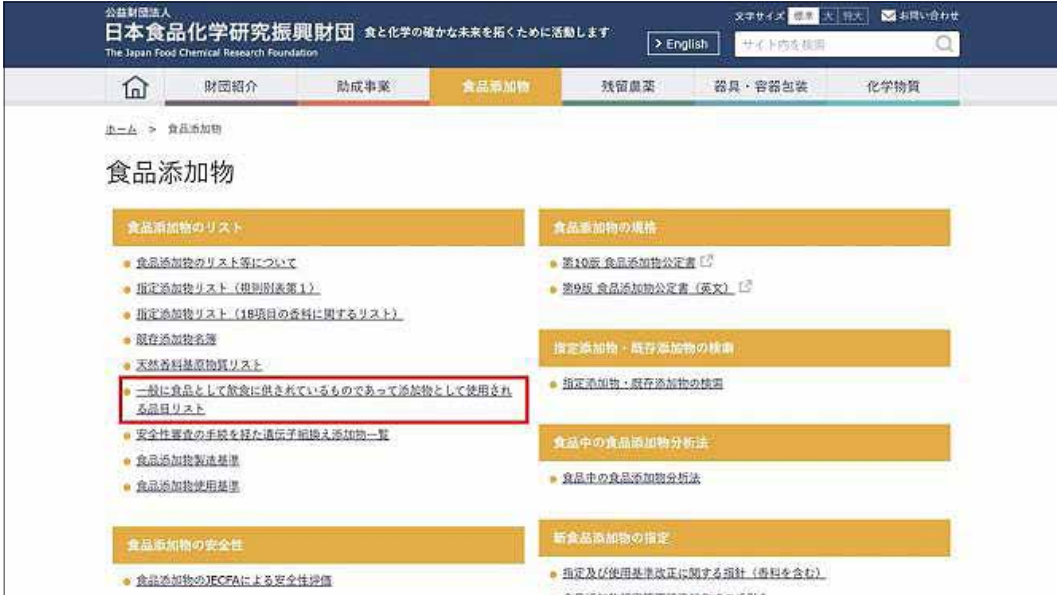 公益財団法人
日本食品化学研究振興財団 食と化学の確かな未来を拓くために活動します
The Japan Food Chemical Research Foundation
文字サイズ 標準 大 特大 お問い合わせ
> English サイト内を検索
財団紹介 助成事業 食品添加物 残留農薬 器具・容器包装 化学物質
ホーム > 食品添加物
食品添加物
食品添加物のリスト
食品添加物のリスト等について
指定添加物リスト（規則別表第１）
指定添加物リスト（18項目の香料に関するリスト）
既存添加物名簿
天然香料基原物質リスト
一般に食品として飲食に供されているものであって添加物として使用され
る品目リスト
安全性審査の手続を経た遺伝子組換え添加物一覧
食品添加物製造基準
食品添加物使用基準
食品添加物の安全性
食品添加物のJECFAによる安全性評価
食品添加物の規格
第10版 食品添加物公定書
第9版 食品添加物公定書（英文）
指定添加物・既存添加物の検索
指定添加物・既存添加物の検索
食品中の食品添加物分析法
食品中の食品添加物分析法
新食品添加物の指定
指定及び使用基準改正に関する指針（香料を含む）